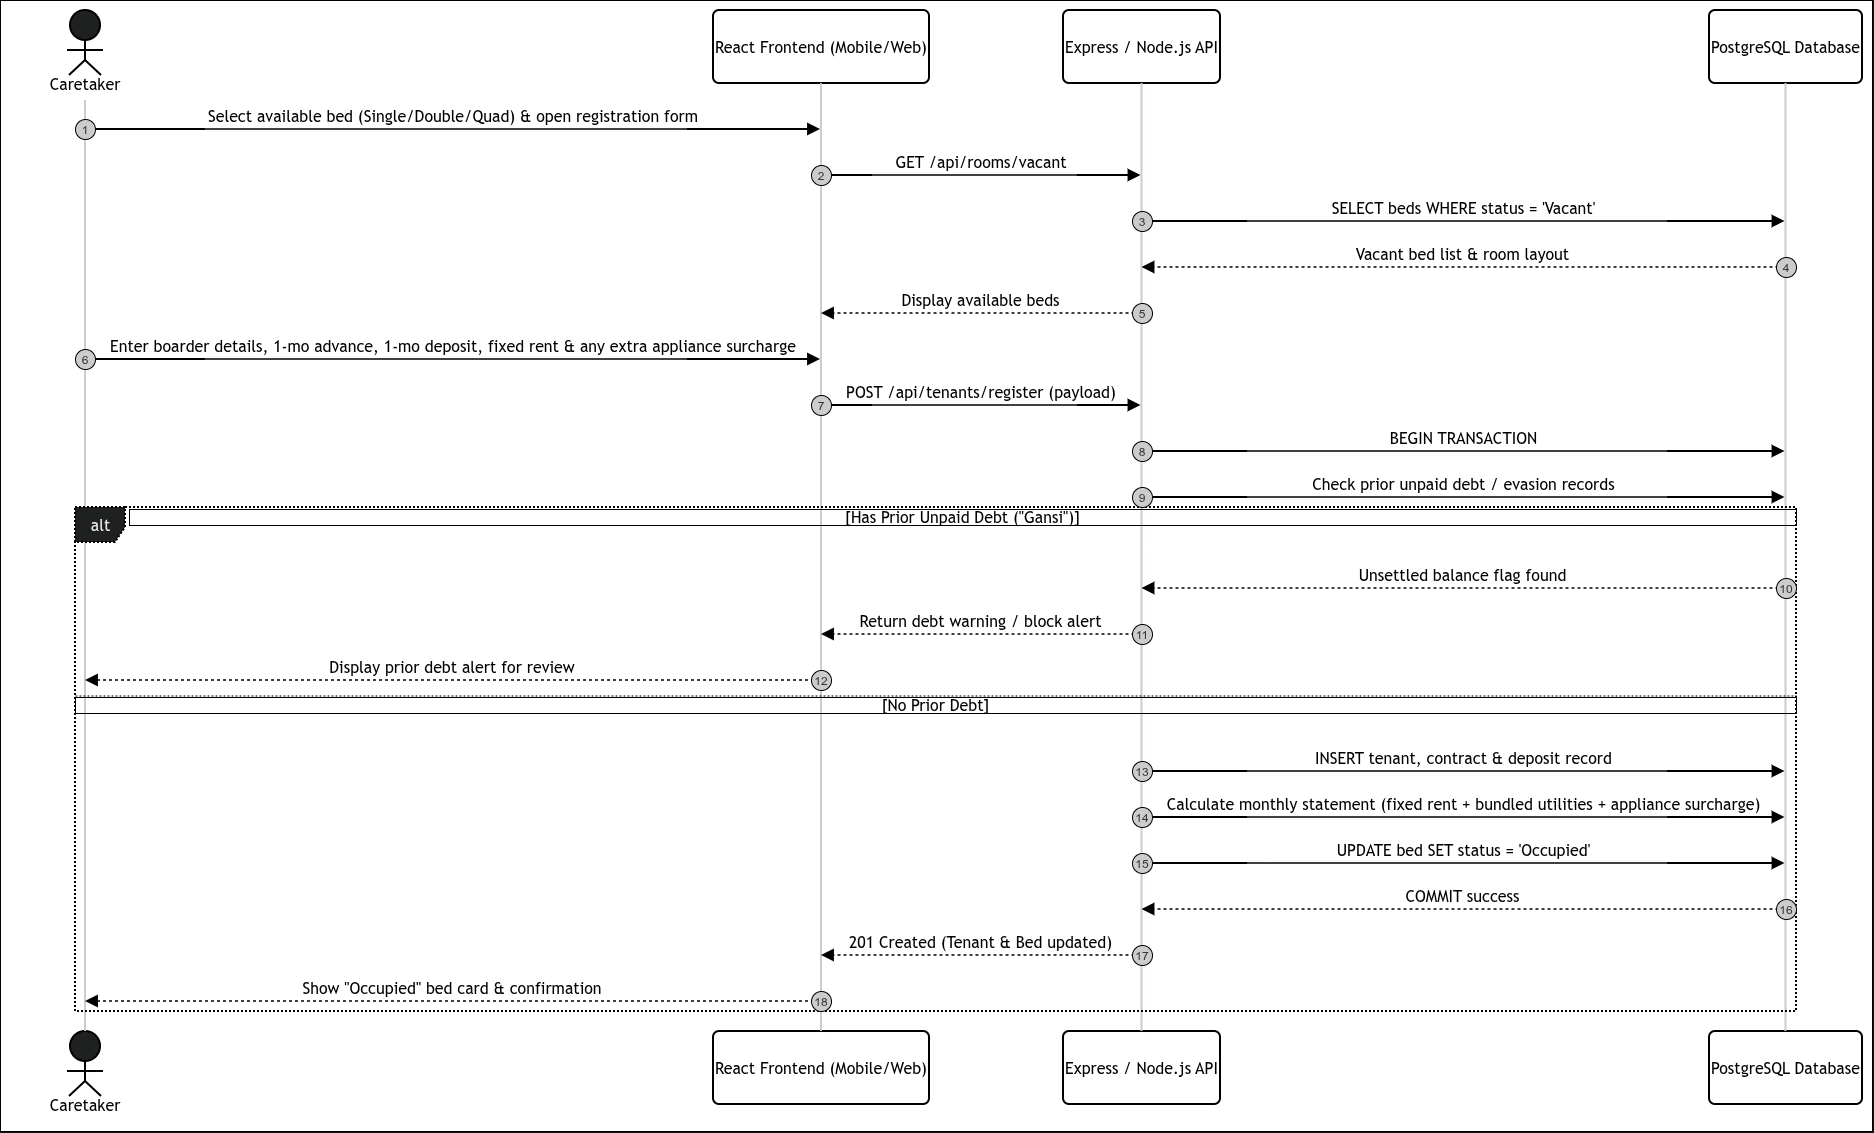 Caretaker
React Frontend (Mobile/Web)
Express / Node.js API
PostgreSQL Database
Select available bed (Single/Double/Quad) & open registration form
1
GET /api/rooms/vacant
2
SELECT beds WHERE status = 'Vacant'
3
Vacant bed list & room layout
4
Display available beds
5
Enter boarder details, 1-mo advance, 1-mo deposit, fixed rent & any extra appliance surcharge
6
POST /api/tenants/register (payload)
7
BEGIN TRANSACTION
8
Check prior unpaid debt / evasion records
9
alt
[Has Prior Unpaid Debt ("Gansi")]
Unsettled balance flag found
10
Return debt warning / block alert
11
Display prior debt alert for review
12
[No Prior Debt]
INSERT tenant, contract & deposit record
13
Calculate monthly statement (fixed rent + bundled utilities + appliance surcharge)
14
UPDATE bed SET status = 'Occupied'
15
COMMIT success
16
201 Created (Tenant & Bed updated)
17
Show "Occupied" bed card & confirmation
18
Caretaker
React Frontend (Mobile/Web)
Express / Node.js API
PostgreSQL Database